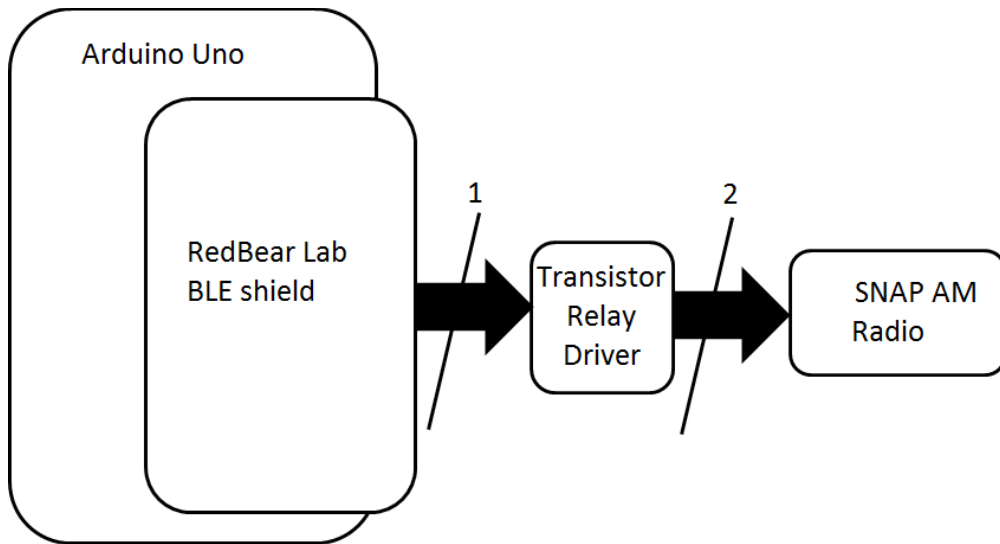 Arduino Uno
RedBear Lab
BLE shield
1
Transistor
Relay
Driver
2
SNAP AM
Radio